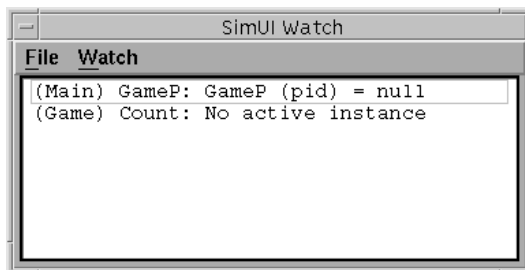 SimUI Watch
File Watch
(Main) GameP: GameP (pid) = null
(Game) Count: No active instance